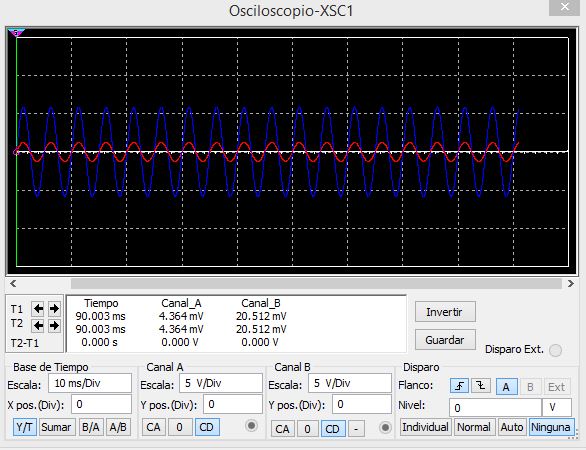 Osciloscopio-XSC1
T1
T2
T2-T1
Tiempo Canal_A Canal_B
90.003 ms 4.364 mV 20.512 mV
90.003 ms 4.364 mV 20.512 mV
0.000 s 0.000 V 0.000 V
Invertir
Guardar
Disparo Ext.
Base de Tiempo
Escala: 10 ms/Div
X pos.(Div): 0
Y/T Sumar B/A A/B
Canal A
Escala: 5 V/Div
Y pos.(Div): 0
CA 0 CD
Canal B
Escala: 5 V/Div
Y pos.(Div): 0
CA 0 CD -
Disparo
Flanco: A B Ext
Nivel: 0 V
Individual Normal Auto Ninguna